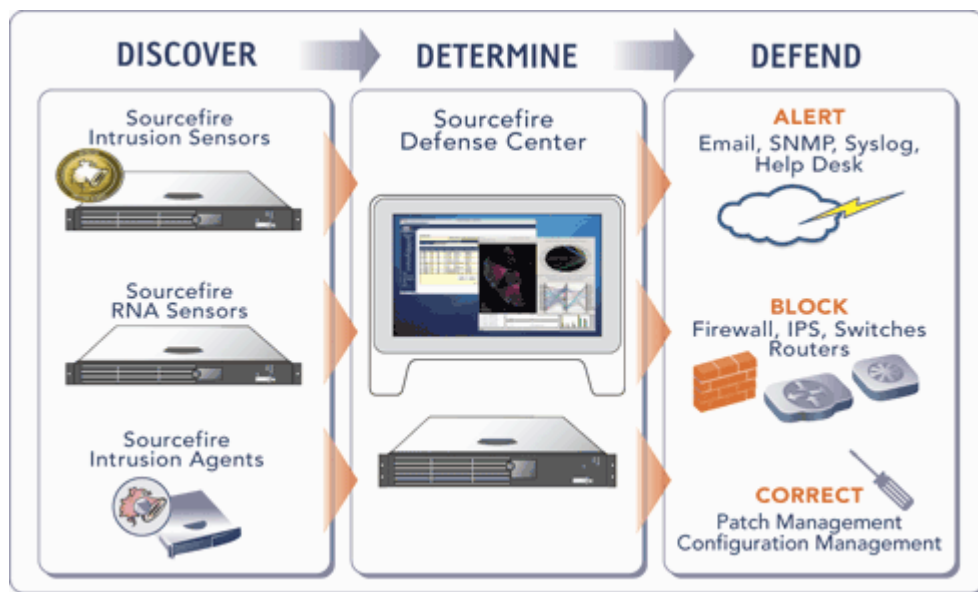 DISCOVER
DETERMINE
DEFEND
Sourcefire
Intrusion Sensors
Sourcefire
RNA Sensors
Sourcefire
Intrusion Agents
Sourcefire
Defense Center
ALERT
Email, SNMP, Syslog,
Help Desk
BLOCK
Firewall, IPS, Switches
Routers
CORRECT
Patch Management
Configuration Management